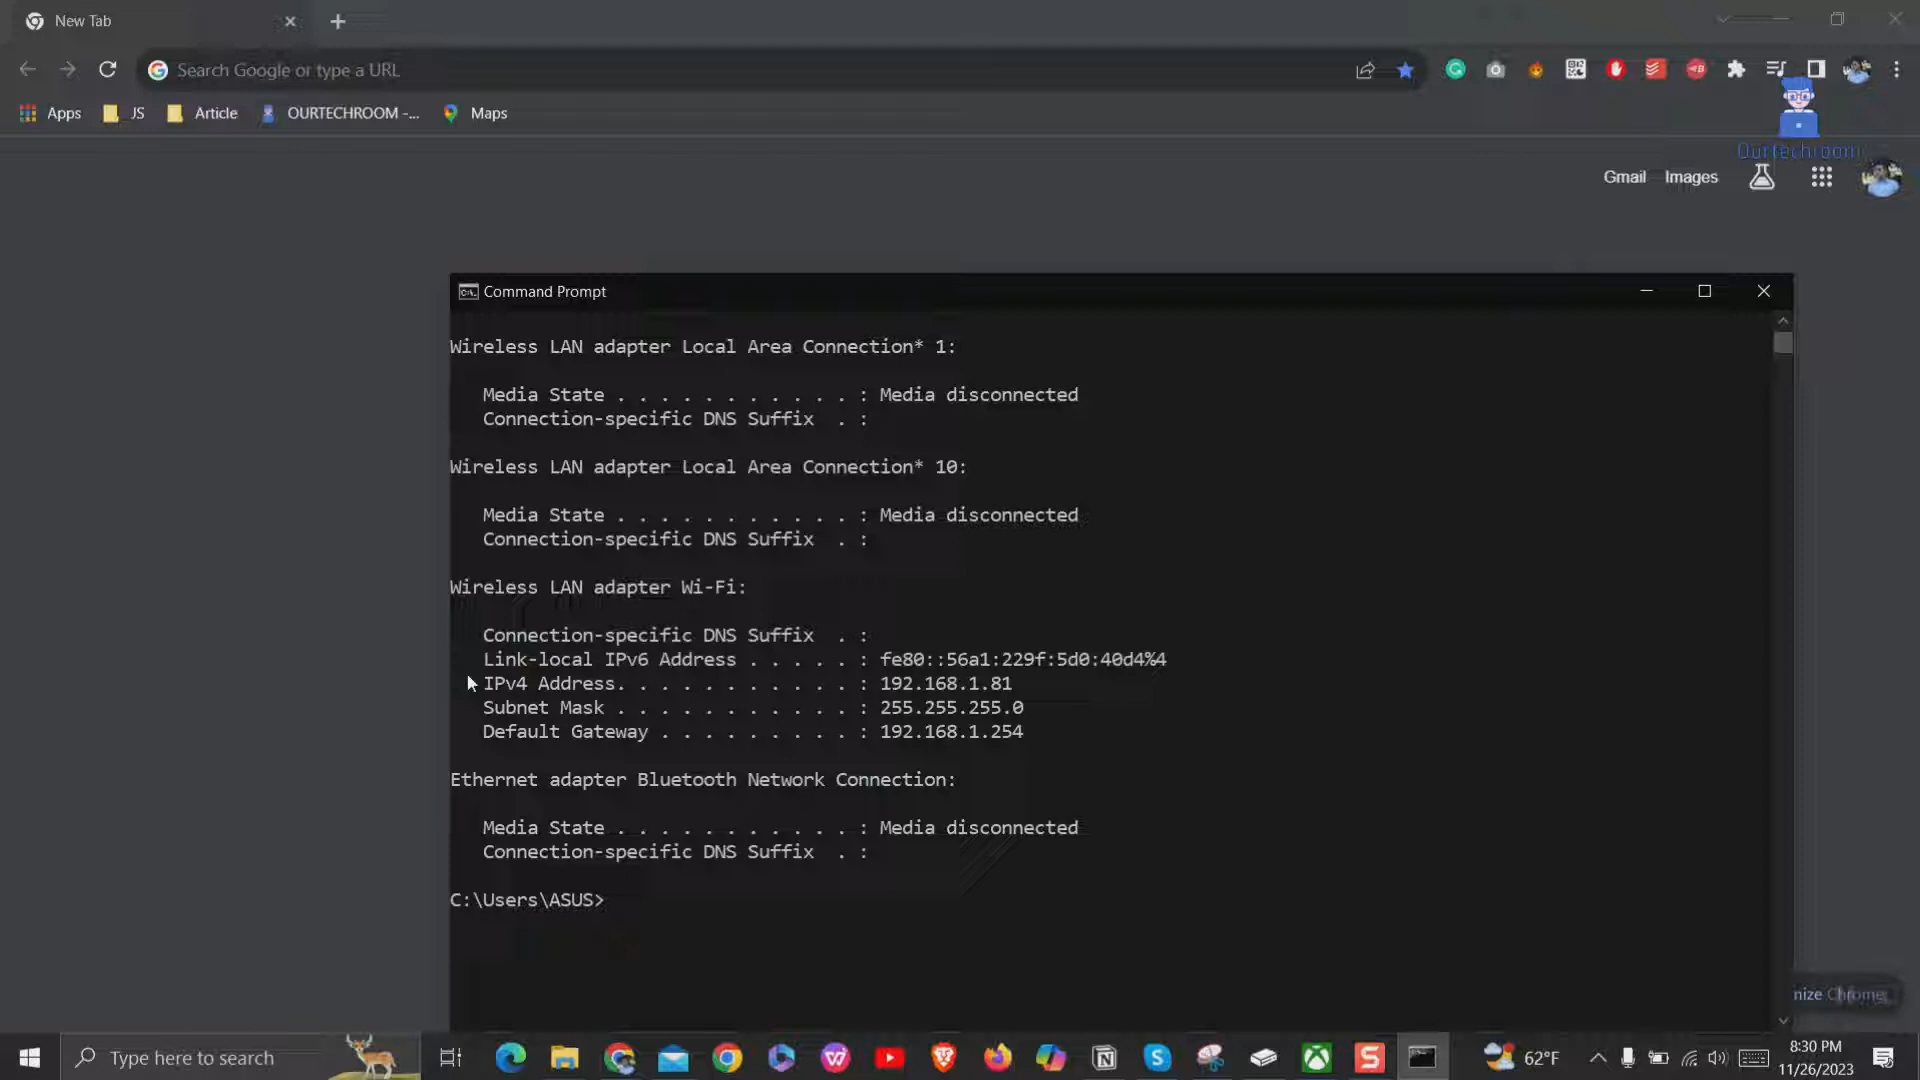 New Tab
Search Google or type a URL
Apps JS Article OURTECHROOM -... Maps
Ourtechroom
Gmail Images
Command Prompt
Wireless LAN adapter Local Area Connection* 1:
Media State . . . . . . . . . . . : Media disconnected
Connection-specific DNS Suffix . :
Wireless LAN adapter Local Area Connection* 10:
Media State . . . . . . . . . . . : Media disconnected
Connection-specific DNS Suffix . :
Wireless LAN adapter Wi-Fi:
Connection-specific DNS Suffix . :
Link-local IPv6 Address . . . . . : fe80::56a1:229f:5d0:40d4%4
IPv4 Address. . . . . . . . . . . : 192.168.1.81
Subnet Mask . . . . . . . . . . . : 255.255.255.0
Default Gateway . . . . . . . . . : 192.168.1.254
Ethernet adapter Bluetooth Network Connection:
Media State . . . . . . . . . . . : Media disconnected
Connection-specific DNS Suffix . :
C:\Users\ASUS>
nize Chrome
Type here to search
62°F
8:30 PM
11/26/2023